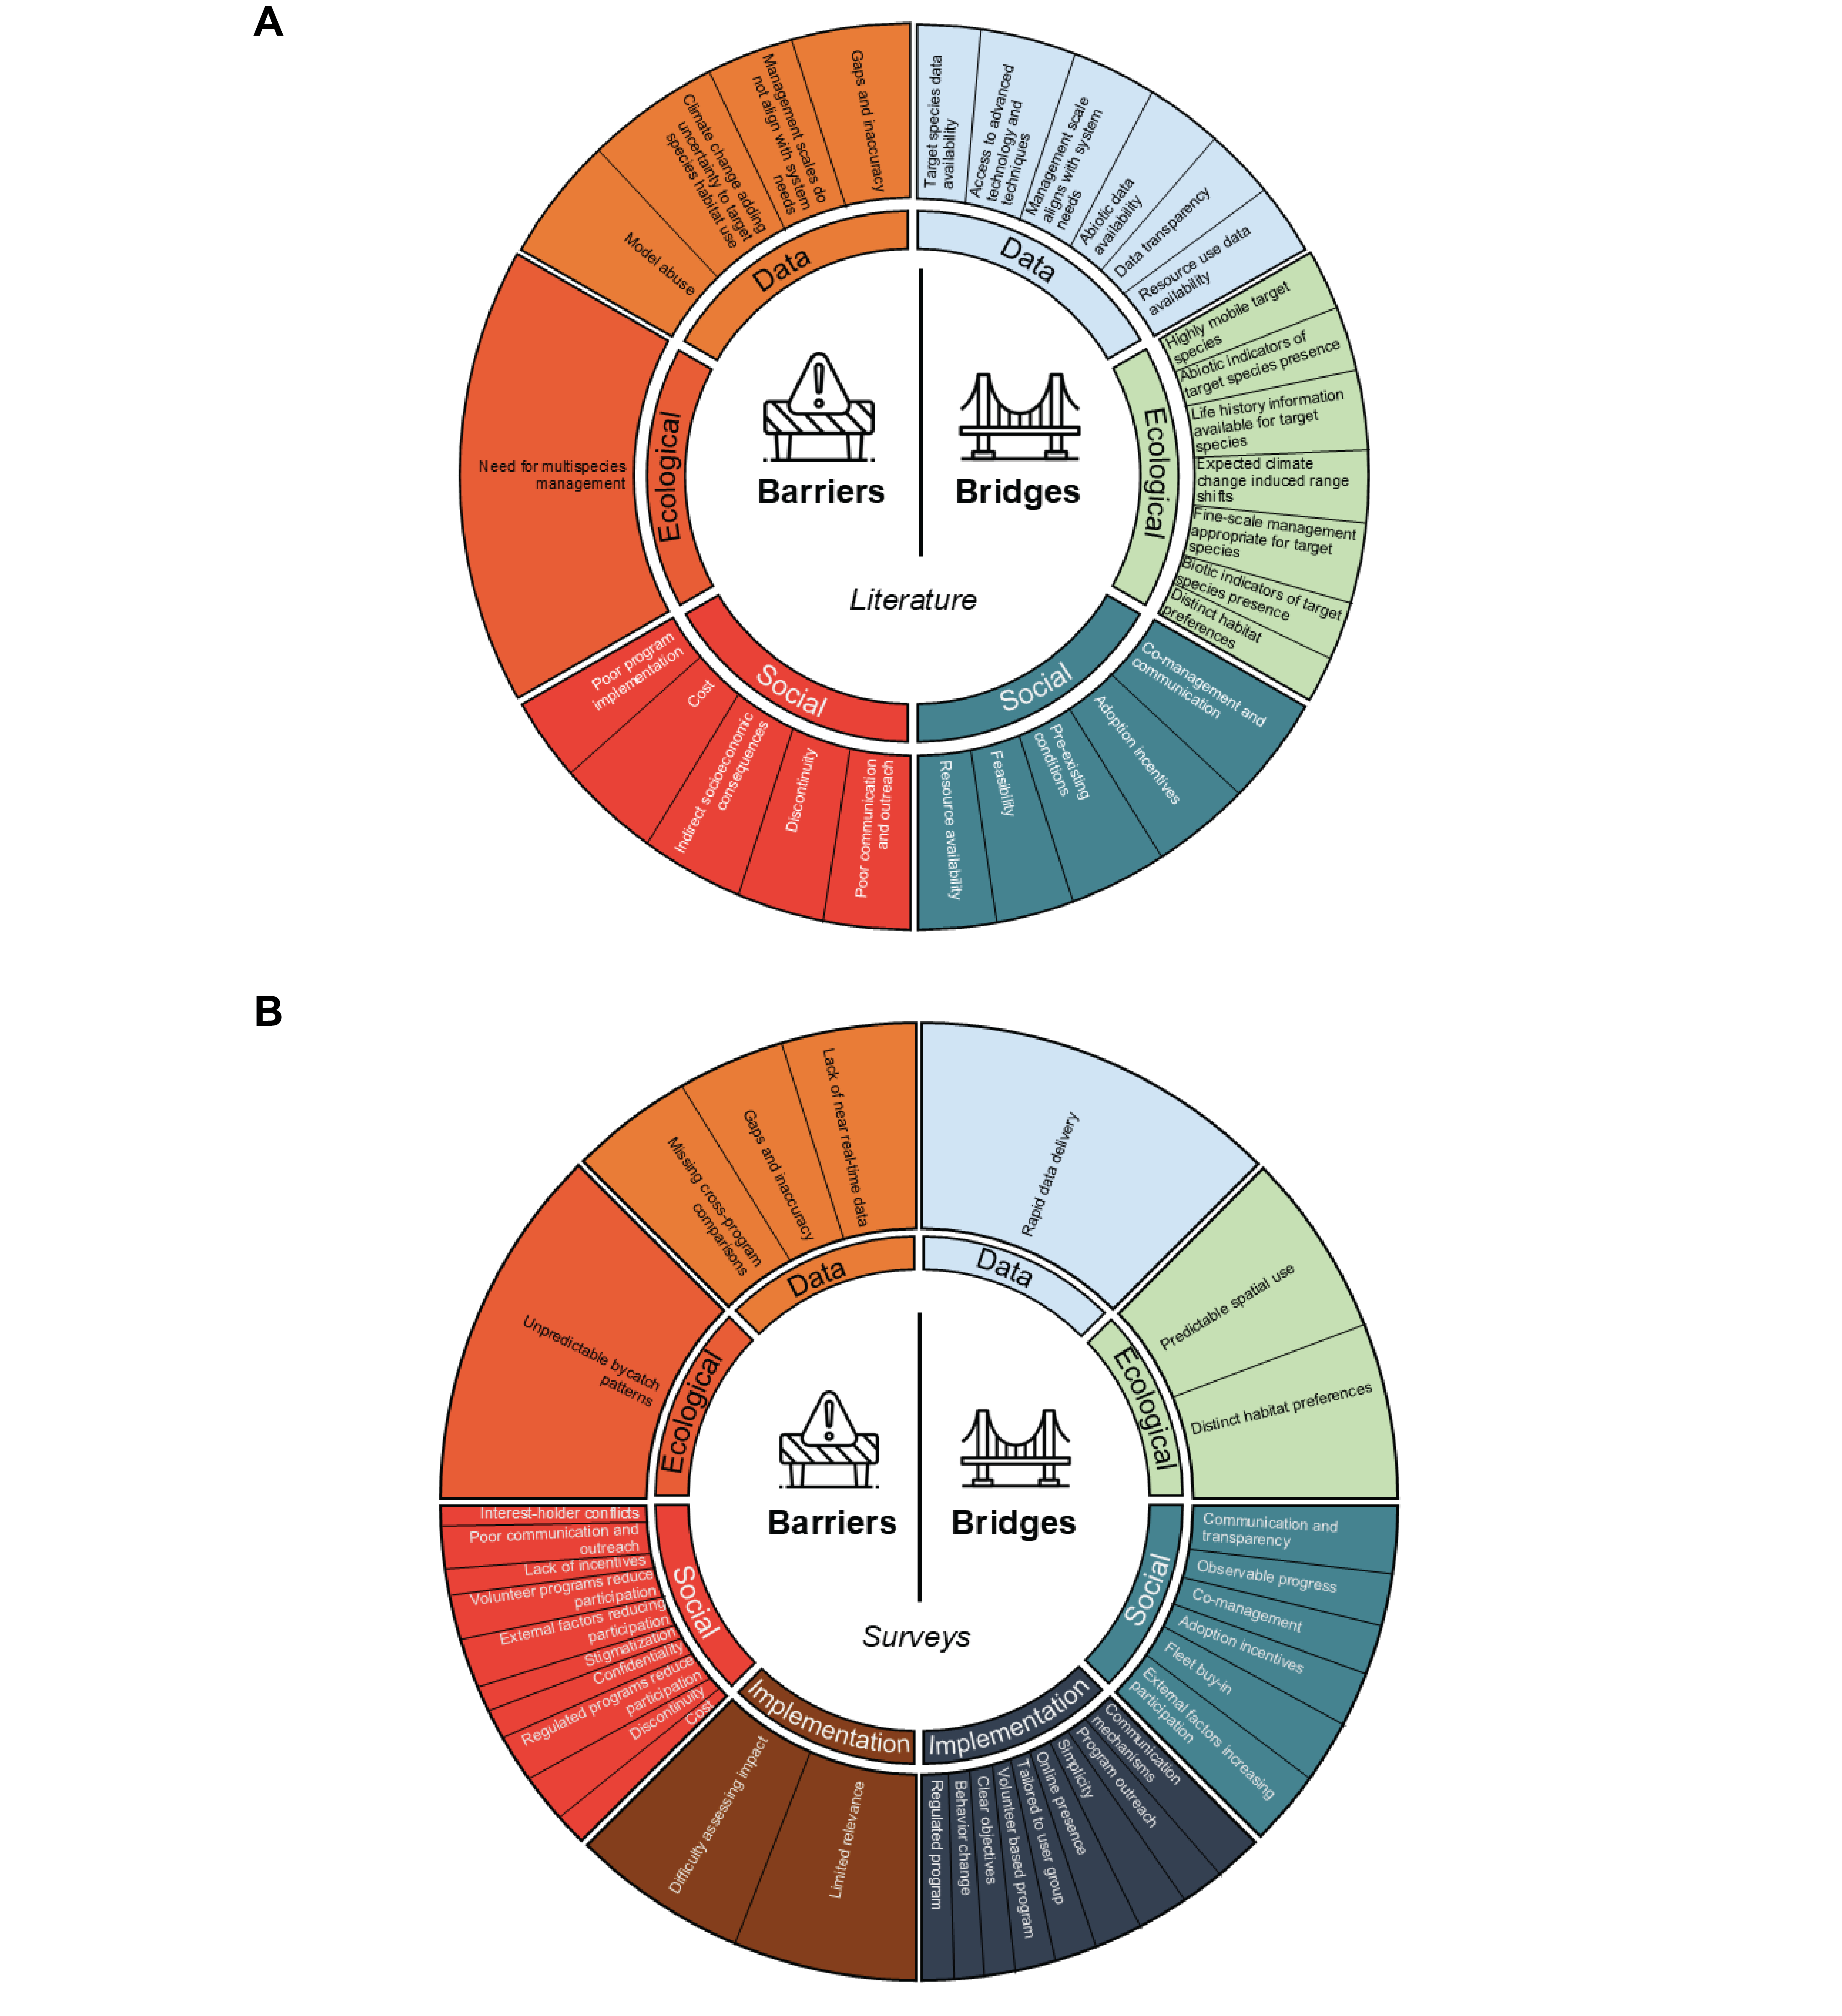 A
Gaps and inaccuracy
Management scales do
not align with system
needs
Climate change adding
uncertainty to target
species habitat use
Model abuse
Data
Need for multispecies
management
Ecological
Poor program
implementation
Cost
Indirect socioeconomic
consequences
Discontinuity
Poor communication
and outreach
Social
Target species data
availability
Access to advanced
technology and
techniques
Management scale
aligns with system
needs
Abiotic data
availability
Data transparency
Resource use data
availability
Data
Highly mobile target
species
Abiotic indicators of
target species presence
Life history information
available for target
species
Expected climate
change induced range
shifts
Fine-scale management
appropriate for target
species
Biotic indicators of target
species presence
Distinct habitat
preferences
Ecological
Co-management and
communication
Adoption incentives
Pre-existing
conditions
Feasibility
Resource availability
Social
Barriers
Bridges
Literature
B
Lack of near real-time data
Gaps and inaccuracy
Missing cross-program
comparisons
Data
Unpredictable bycatch
patterns
Ecological
Interest-holder conflicts
Poor communication and
outreach
Lack of incentives
Volunteer programs reduce
participation
External factors reducing
participation
Stigmatization
Confidentiality
Regulated programs reduce
participation
Discontinuity
Cost
Social
Difficulty assessing impact
Limited relevance
Implementation
Rapid data delivery
Data
Predictable spatial use
Distinct habitat preferences
Ecological
Communication and
transparency
Observable progress
Co-management
Adoption incentives
Fleet buy-in
External factors increasing
participation
Social
Communication
mechanisms
Program outreach
Simplicity
Online presence
Tailored to user group
Volunteer based program
Clear objectives
Behavior change
Regulated program
Implementation
Barriers
Bridges
Surveys